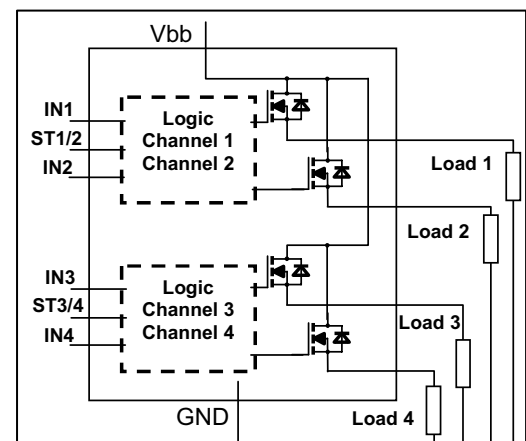 Vbb
IN1
ST1/2
IN2
Logic
Channel 1
Channel 2
Load 1
Load 2
IN3
ST3/4
IN4
Logic
Channel 3
Channel 4
Load 3
GND
Load 4